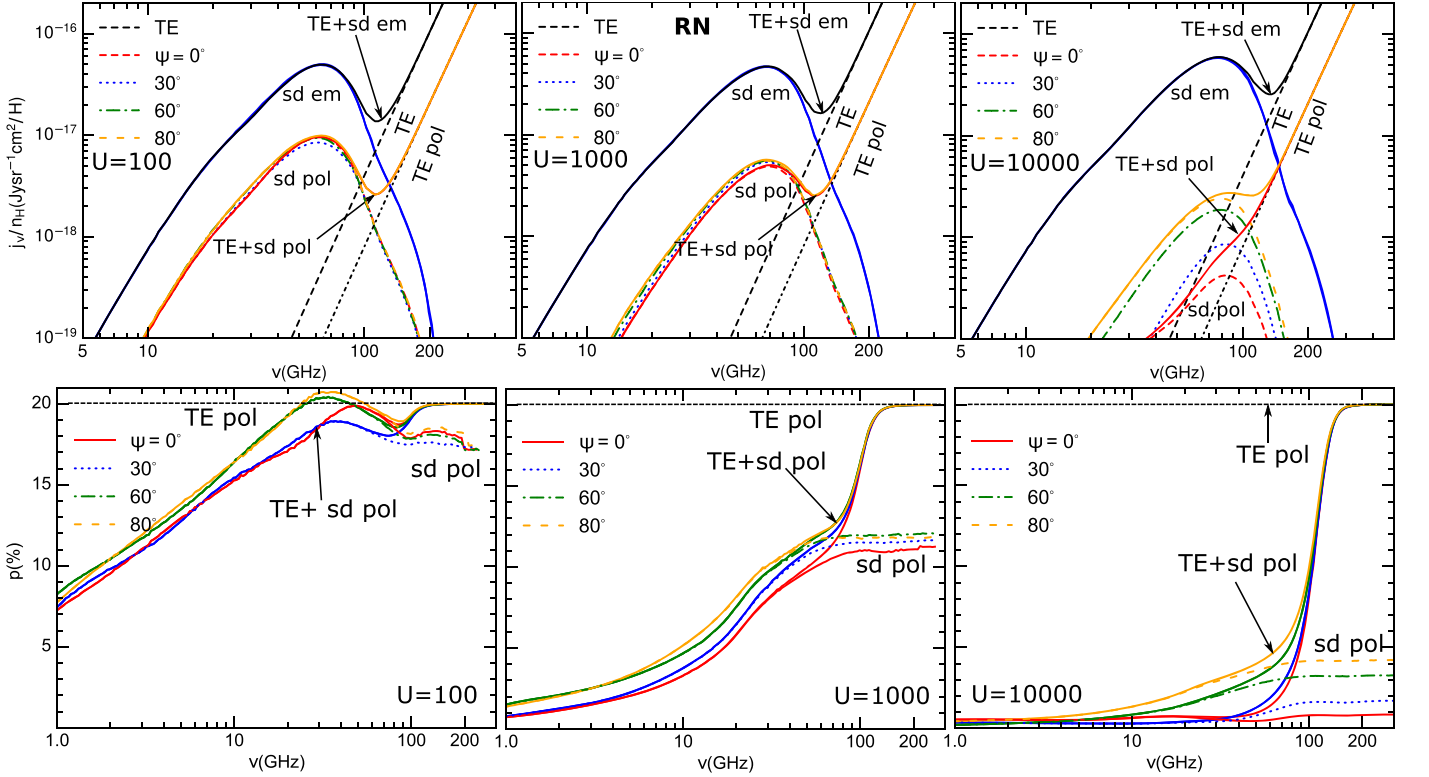 10⁻¹⁶
10⁻¹⁷
10⁻¹⁸
10⁻¹⁹
jᵥ/nH(Jysr⁻¹cm²/H)
TE
ψ=0°
30°
60°
80°
U=100
TE+sd em
sd em
TE
TE pol
sd pol
TE+sd pol
5 10 100 200
ν(GHz)
RN
TE
ψ=0°
30°
60°
80°
U=1000
TE+sd em
sd em
TE
TE pol
sd pol
TE+sd pol
5 10 100 200
ν(GHz)
TE
ψ=0°
30°
60°
80°
U=10000
TE+sd em
sd em
TE
TE pol
TE+sd pol
sd pol
5 10 100 200
ν(GHz)
20
15
10
5
p(%)
TE pol
ψ=0°
30°
60°
80°
TE+ sd pol
sd pol
U=100
1.0 10 100 200
ν(GHz)
TE pol
ψ=0°
30°
60°
80°
TE+sd pol
sd pol
U=1000
1.0 10 100 200
ν(GHz)
TE pol
ψ=0°
30°
60°
80°
TE+sd pol
sd pol
U=10000
1.0 10 100 200
ν(GHz)